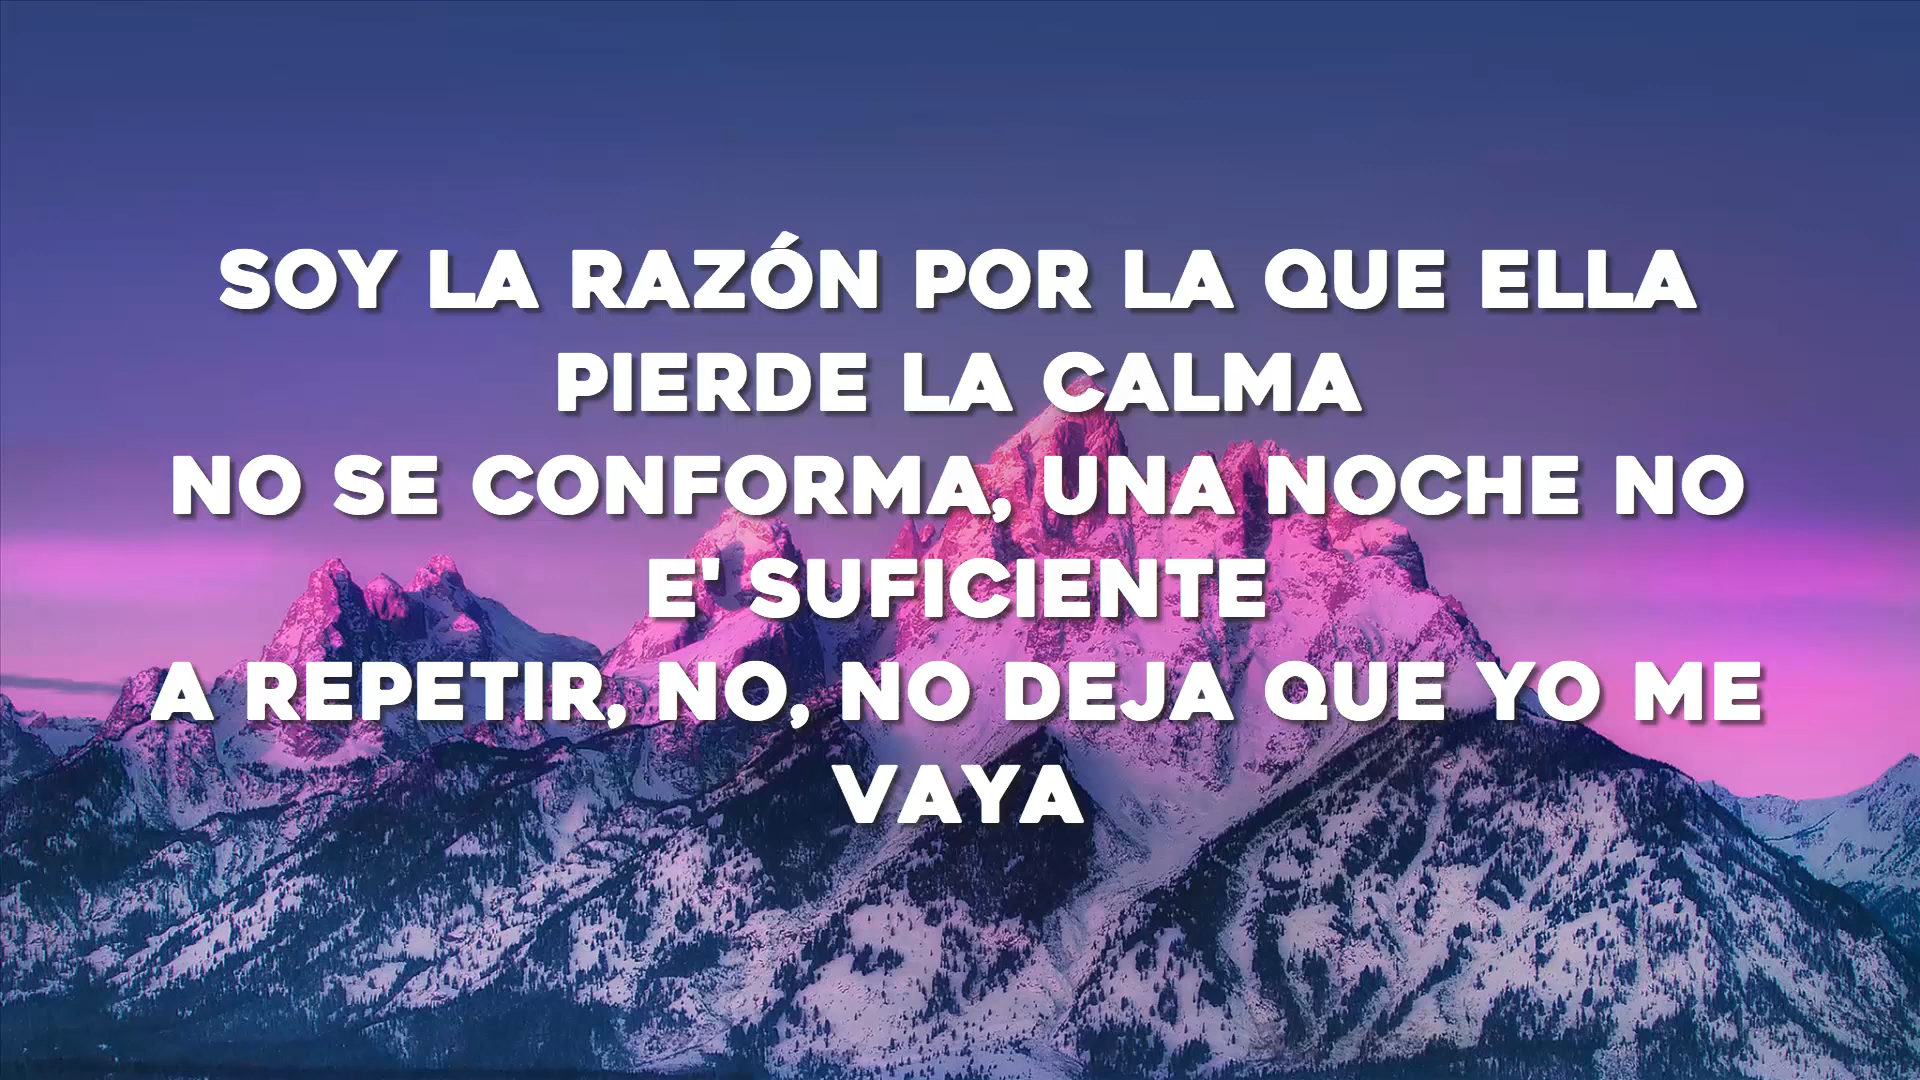 SOY LA RAZÓN POR LA QUE ELLA
PIERDE LA CALMA
NO SE CONFORMA, UNA NOCHE NO
E' SUFICIENTE
A REPETIR, NO, NO DEJA QUE YO ME
VAYA